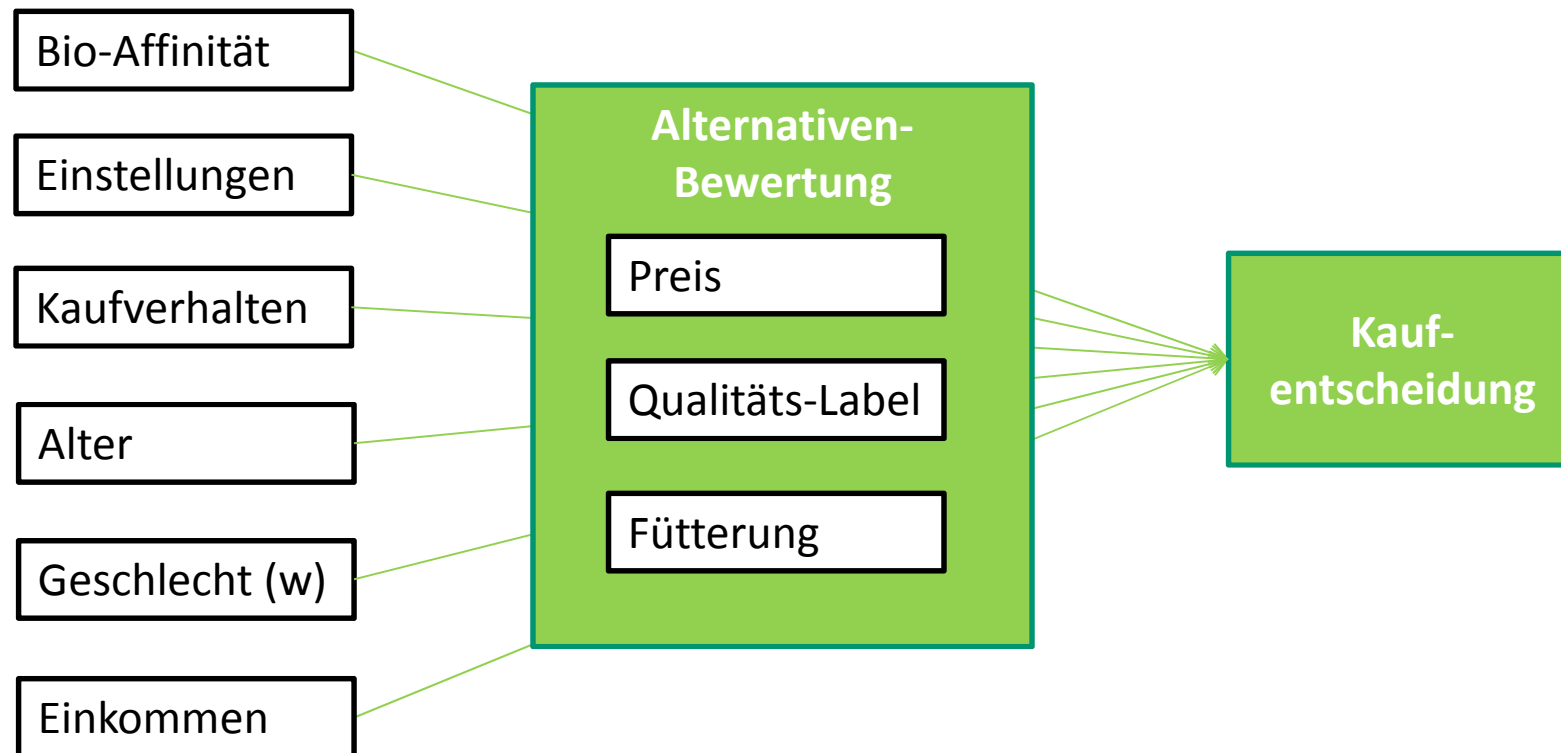 Bio-Affinität
Einstellungen
Kaufverhalten
Alter
Geschlecht (w)
Einkommen
Alternativen-
Bewertung
Preis
Qualitäts-Label
Fütterung
Kauf-
entscheidung